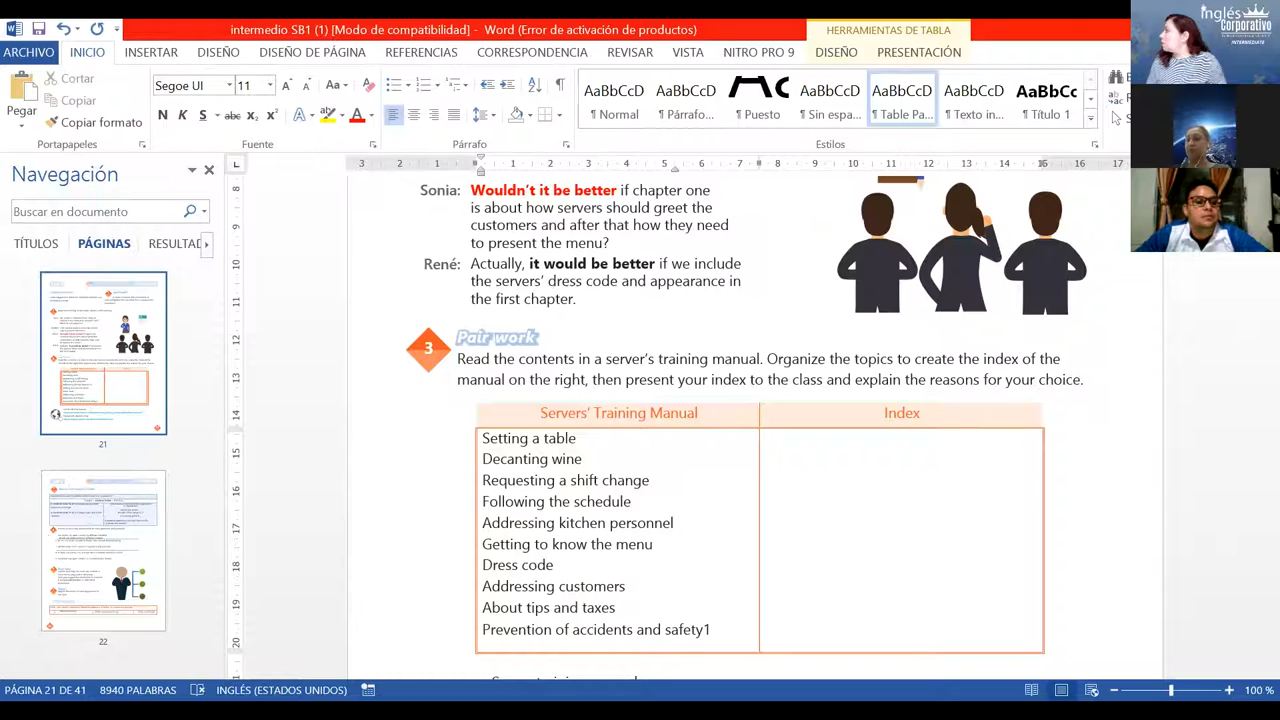 intermedio SB1 (1) [Modo de compatibilidad] - Word (Error de activación de productos)
HERRAMIENTAS DE TABLA
inglés
Corporativo
INTERMEDIATE
ARCHIVO INICIO INSERTAR DISEÑO DISEÑO DE PÁGINA REFERENCIAS CORRESPONDENCIA REVISAR VISTA NITRO PRO 9 DISEÑO PRESENTACIÓN
Pegar
Cortar
Copiar
Copiar formato
Portapapeles
Segoe UI 11
Fuente
Párrafo
AaBbCcD AaBbCcD AaBbCcD AaBbCcD AaBbCcD AaBbCc
¶ Normal ¶ Párrafo... ¶ Puesto ¶ Sin espa... ¶ Table Pa... ¶ Texto in... ¶ Título 1
Estilos
Navegación
Buscar en documento
TÍTULOS PÁGINAS RESULTAD
21
22
Sonia: Wouldn't it be better if chapter one
is about how servers should greet the
customers and after that how they need
to present the menu?
René: Actually, it would be better if we include
the servers' dress code and appearance in
the first chapter.
3 Pair work
Read the contents in a server's training manual. Organize the topics to create the index of the
manual on the right, then present your index to the class and explain the reasons for your choice.
Servers' Training Manual Index
Setting a table
Decanting wine
Requesting a shift change
Following the schedule
Addressing kitchen personnel
Getting to know the menu
Dress code
Addressing customers
About tips and taxes
Prevention of accidents and safety1
PÁGINA 21 DE 41 8940 PALABRAS INGLÉS (ESTADOS UNIDOS) 100 %